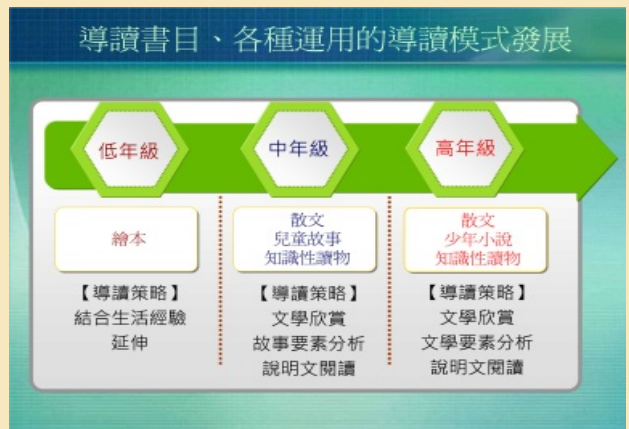 導讀書目、各種運用的導讀模式發展
低年級
中年級
高年級
繪本
散文
兒童故事
知識性讀物
散文
少年小說
知識性讀物
【導讀策略】
結合生活經驗
延伸
【導讀策略】
文學欣賞
故事要素分析
說明文閱讀
【導讀策略】
文學欣賞
文學要素分析
說明文閱讀